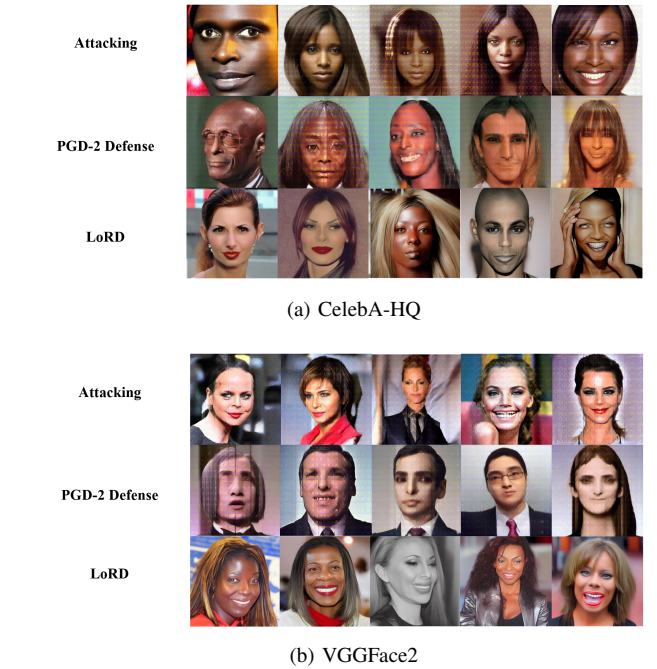 Attacking
PGD-2 Defense
LoRD
(a) CelebA-HQ
Attacking
PGD-2 Defense
LoRD
(b) VGGFace2